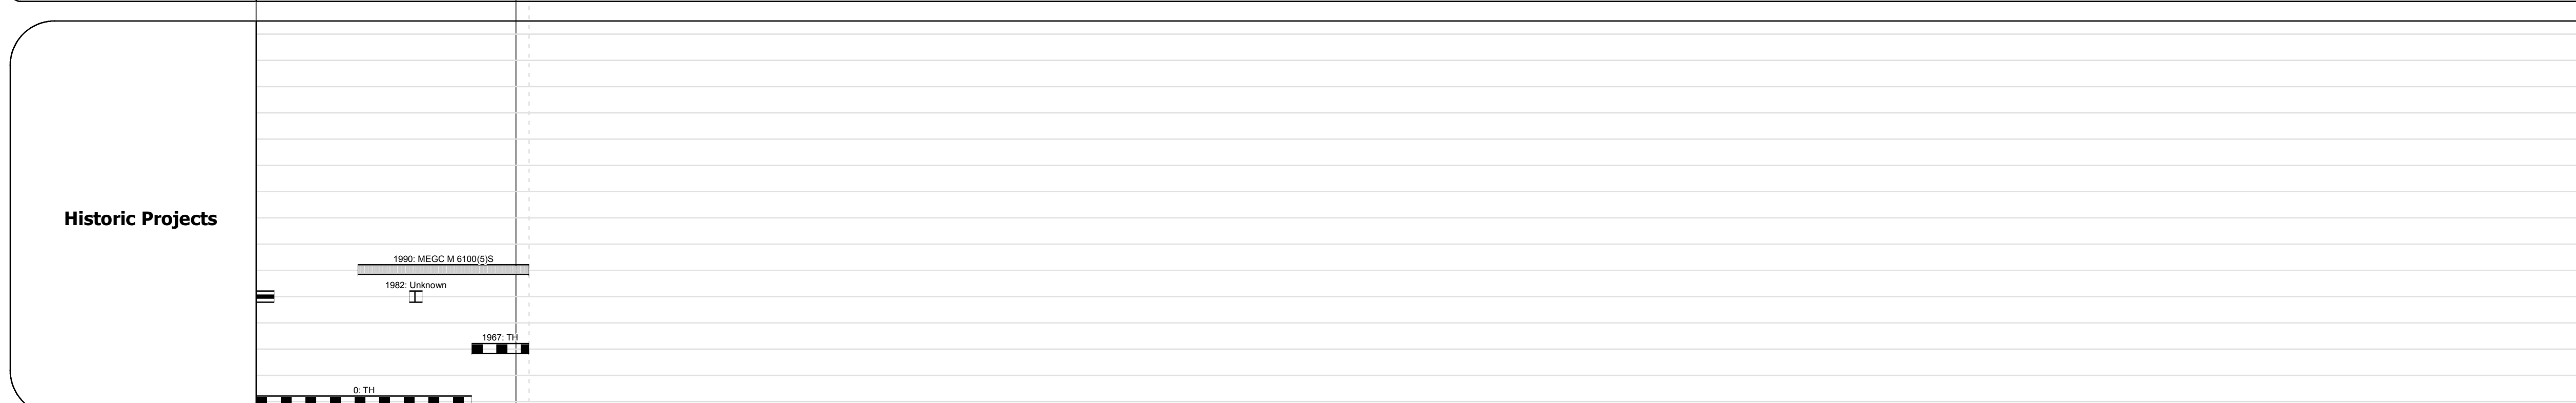 Historic Projects
1990: MEGC M 6100(5)S
1982: Unknown
1967: TH
0: TH